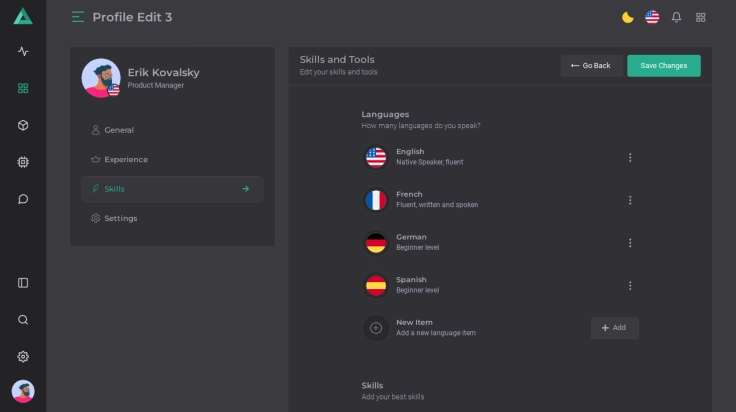 Profile Edit 3
Erik Kovalsky
Product Manager
General
Experience
Skills
Settings
Skills and Tools
Edit your skills and tools
Go Back
Save Changes
Languages
How many languages do you speak?
English
Native Speaker, fluent
French
Fluent, written and spoken
German
Beginner level
Spanish
Beginner level
New Item
Add a new language item
Add
Skills
Add your best skills